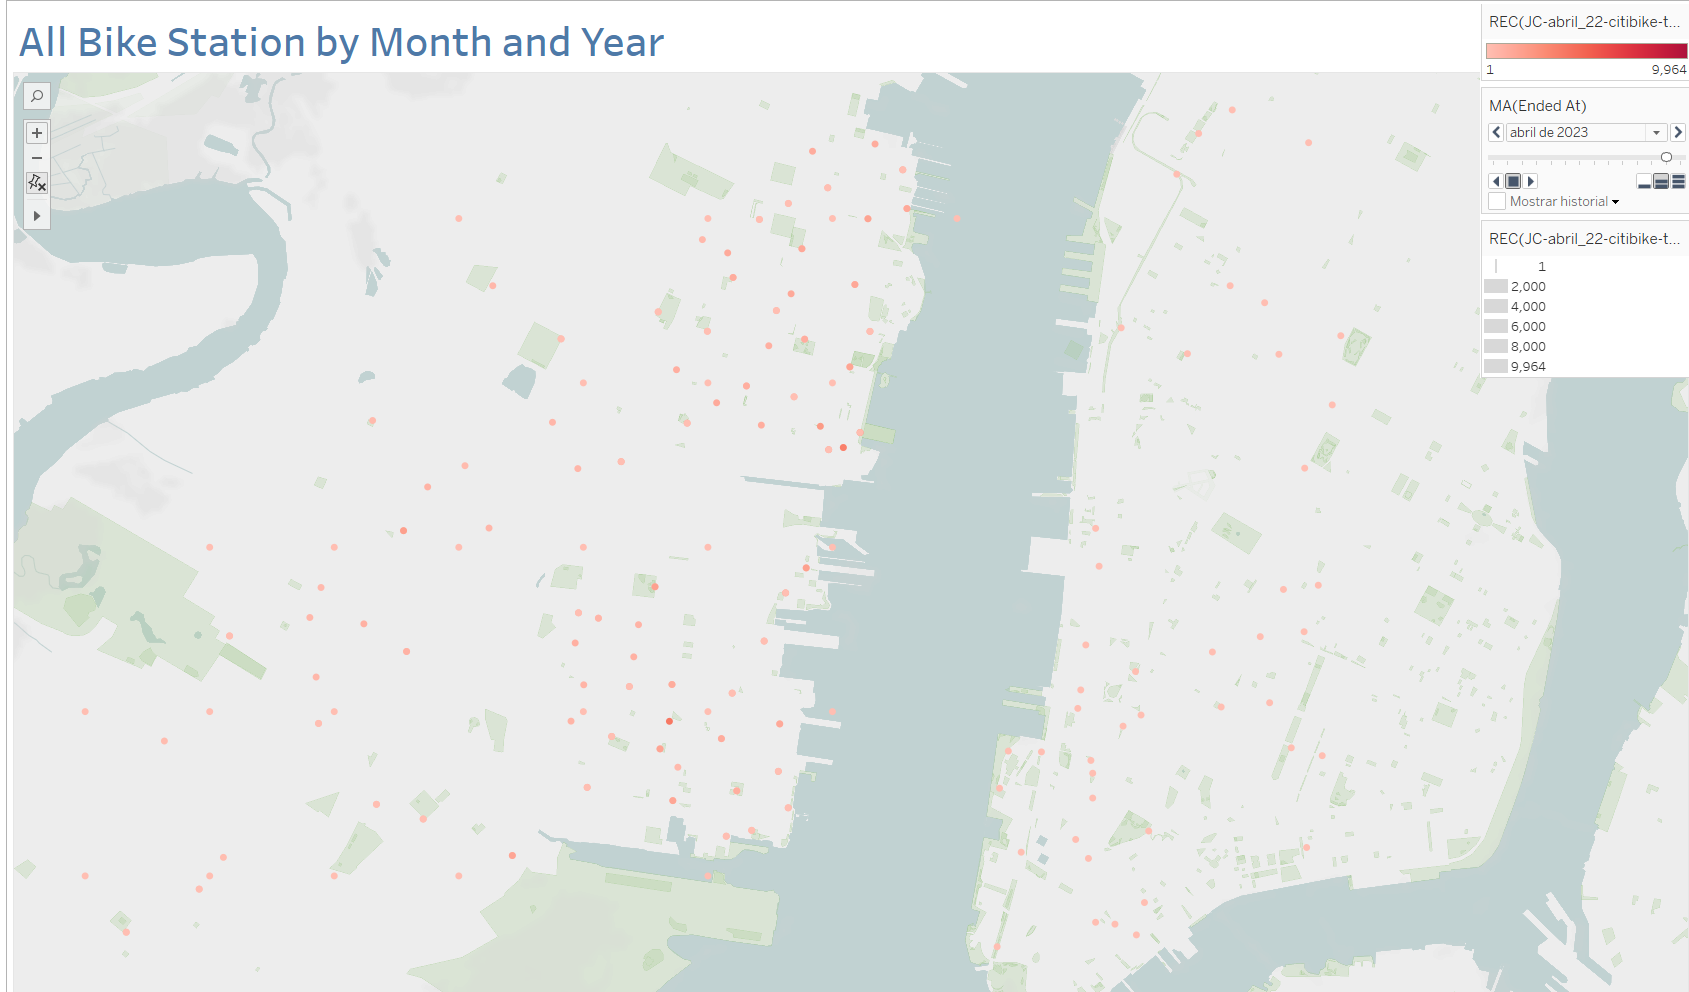 All Bike Station by Month and Year
REC(JC-abril_22-citibike-t...
1 9,964
MA(Ended At)
abril de 2023
Mostrar historial
REC(JC-abril_22-citibike-t...
1
2,000
4,000
6,000
8,000
9,964